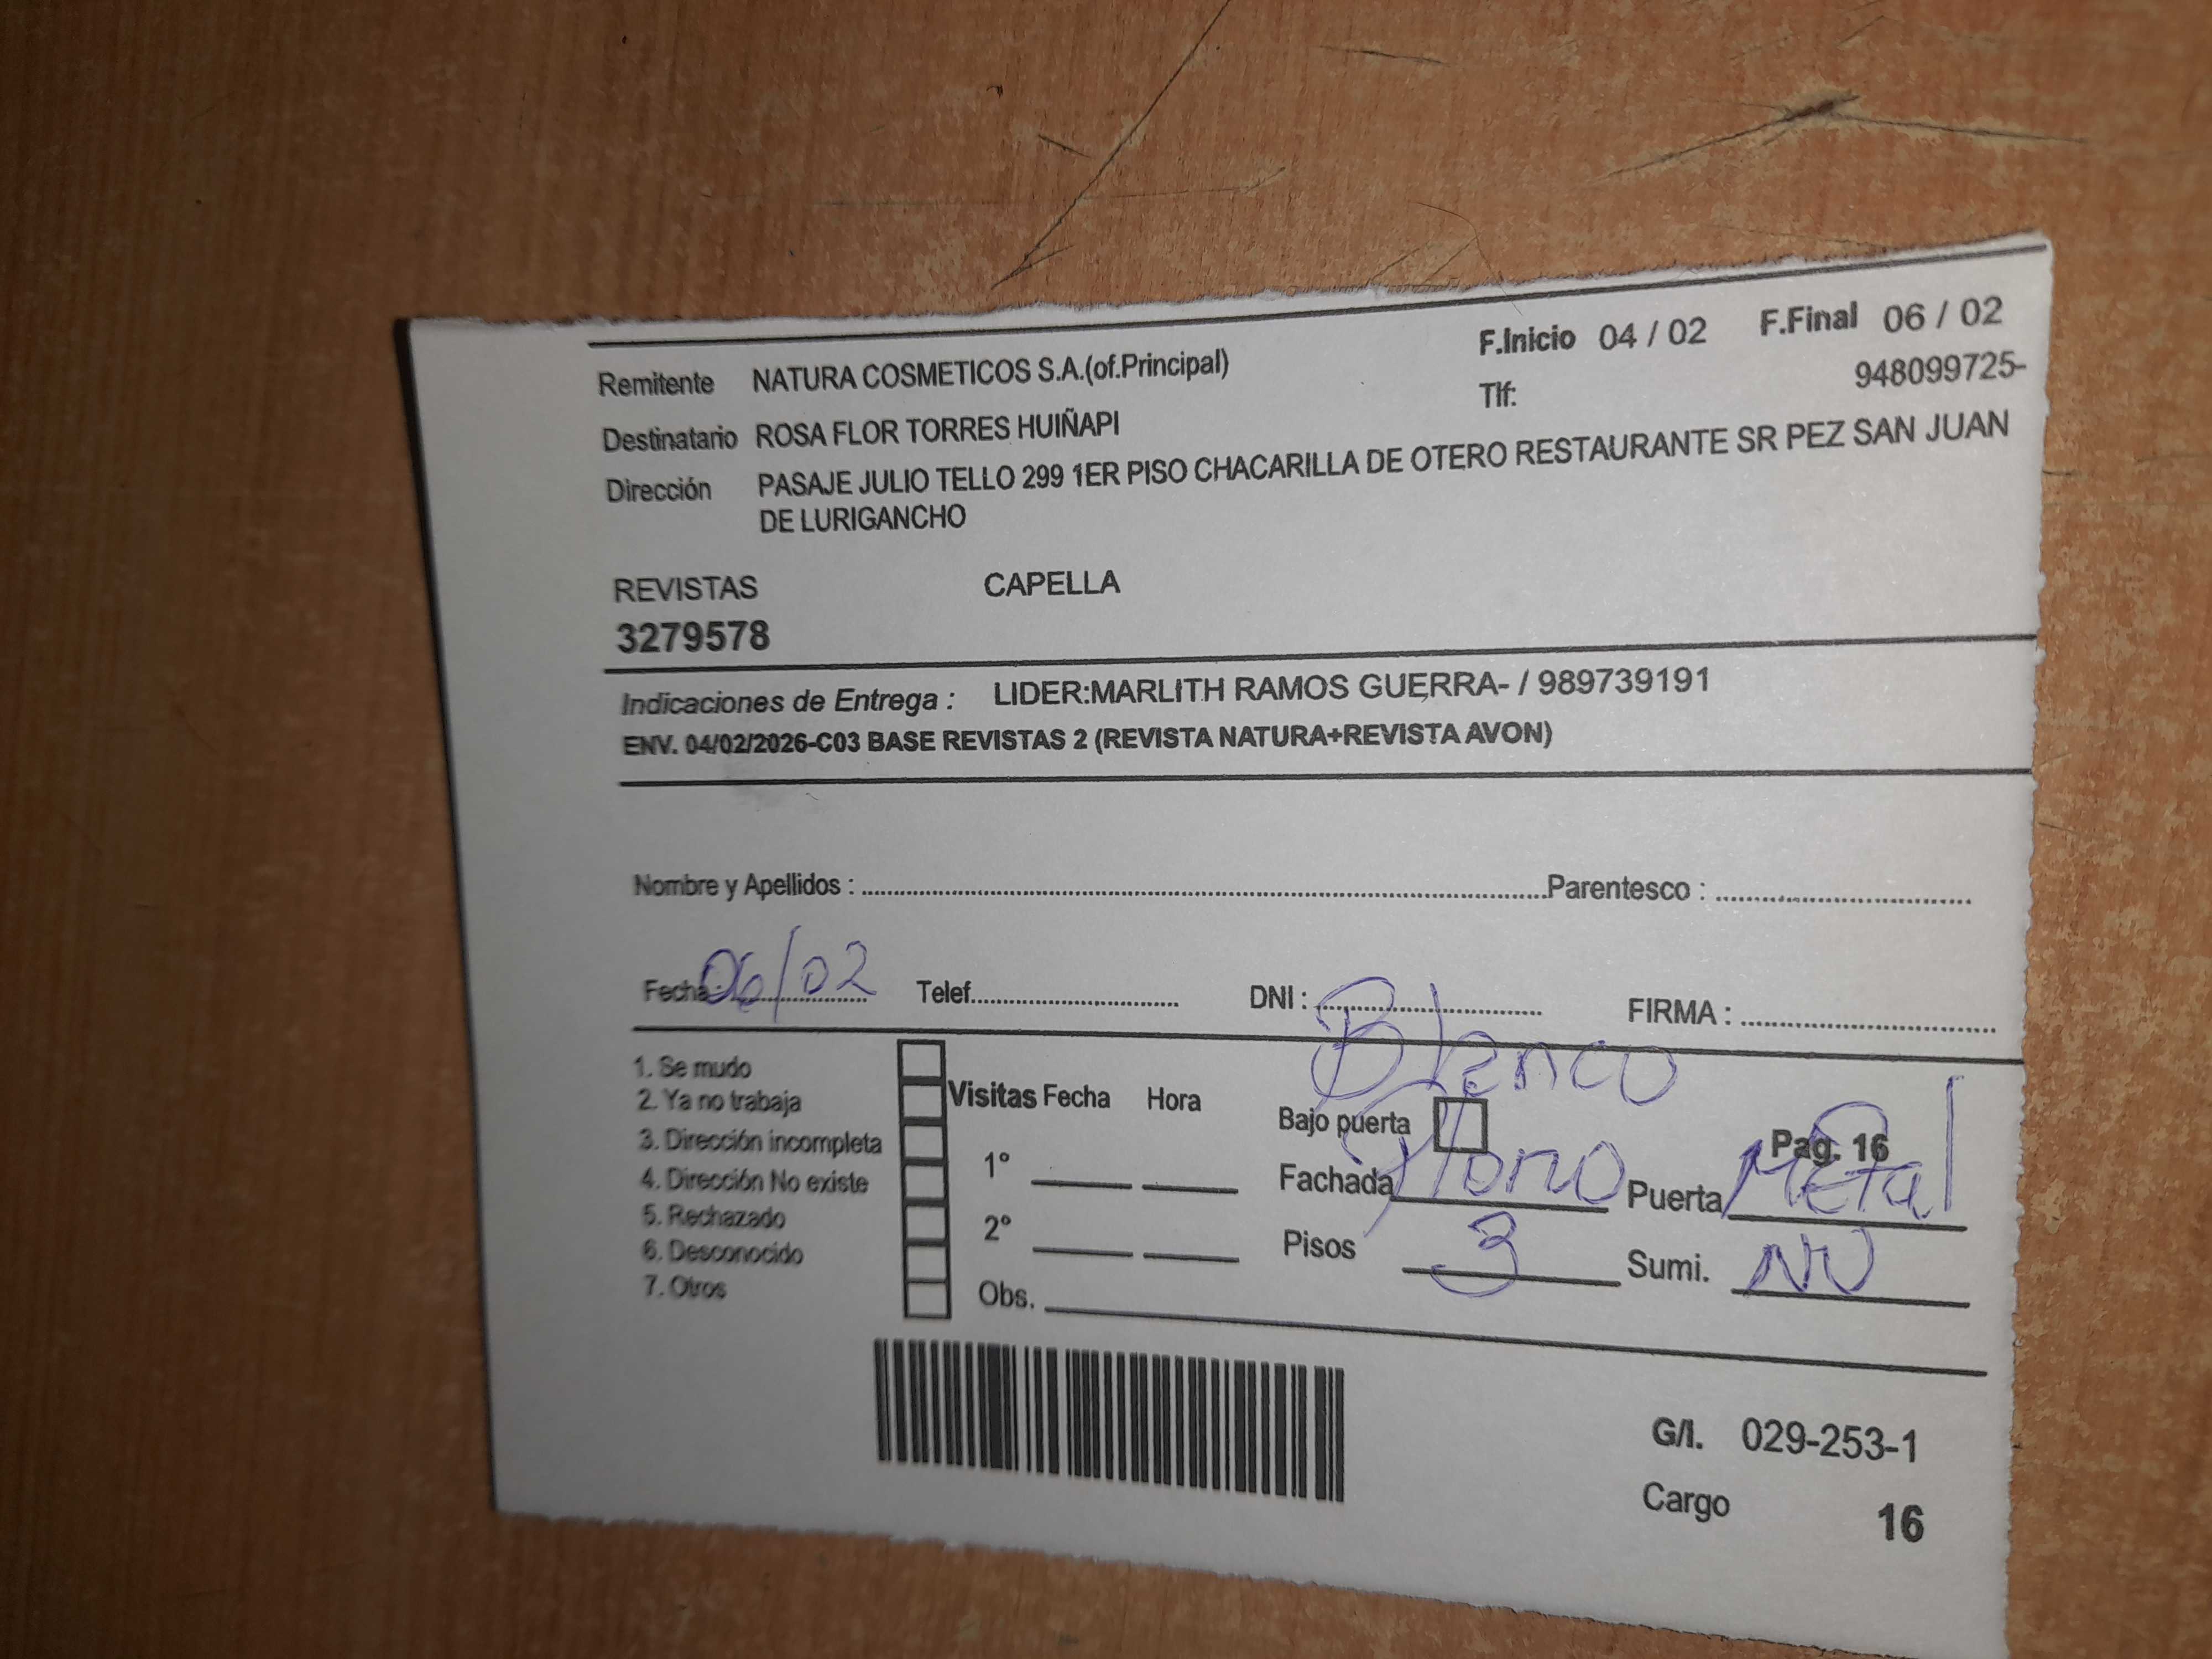 F.Inicio 04 / 02 F.Final 06 / 02
Remitente NATURA COSMETICOS S.A.(of.Principal) Tlf: 948099725-
Destinatario ROSA FLOR TORRES HUIÑAPI
Dirección PASAJE JULIO TELLO 299 1ER PISO CHACARILLA DE OTERO RESTAURANTE SR PEZ SAN JUAN
DE LURIGANCHO
REVISTAS CAPELLA
3279578
Indicaciones de Entrega : LIDER:MARLITH RAMOS GUERRA- / 989739191
ENV. 04/02/2026-C03 BASE REVISTAS 2 (REVISTA NATURA+REVISTA AVON)
Nombre y Apellidos : Parentesco :
Fecha: 06/02 Telef. DNI : FIRMA :
Blanco
1. Se mudo
2. Ya no trabaja
3. Dirección incompleta
4. Dirección No existe
5. Rechazado
6. Desconocido
7. Otros
Visitas Fecha Hora
1°
2°
Obs.
Bajo puerta Pag. 16
Fachada Puerta Metal
Pisos 3 Sumi. NO
G/I. 029-253-1
Cargo 16